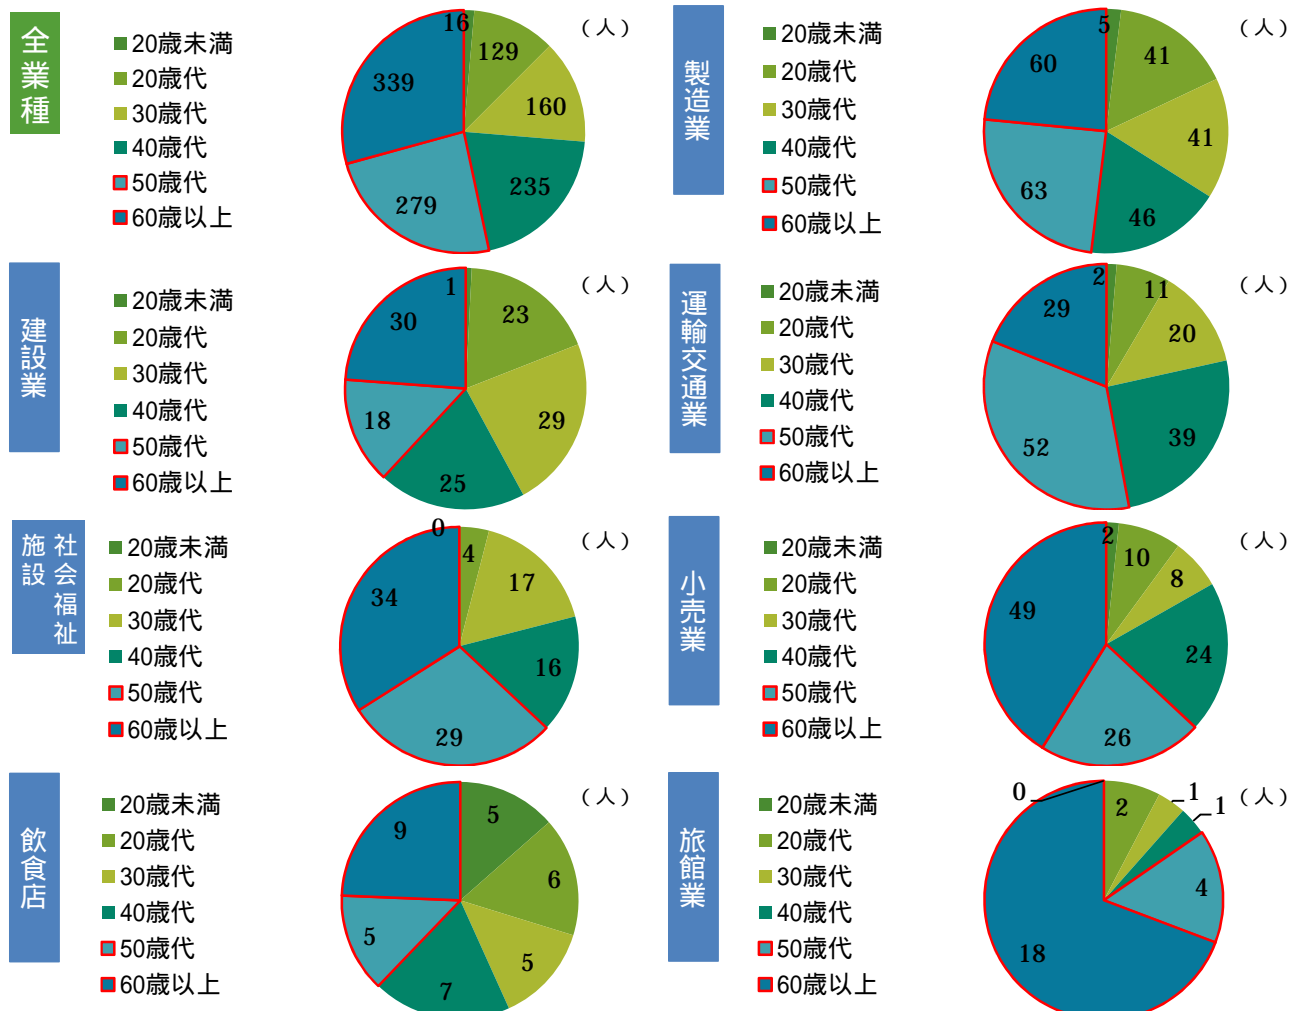 全業種
20歳未満
20歳代
30歳代
40歳代
50歳代
60歳以上
（人）
16
129
160
235
279
339
製造業
20歳未満
20歳代
30歳代
40歳代
50歳代
60歳以上
（人）
5
41
41
46
63
60
建設業
20歳未満
20歳代
30歳代
40歳代
50歳代
60歳以上
（人）
1
23
29
25
18
30
運輸交通業
20歳未満
20歳代
30歳代
40歳代
50歳代
60歳以上
（人）
2
11
20
39
52
29
社会福祉
施設
20歳未満
20歳代
30歳代
40歳代
50歳代
60歳以上
（人）
0
4
17
16
29
34
小売業
20歳未満
20歳代
30歳代
40歳代
50歳代
60歳以上
（人）
2
10
8
24
26
49
飲食店
20歳未満
20歳代
30歳代
40歳代
50歳代
60歳以上
（人）
5
6
5
7
5
9
旅館業
20歳未満
20歳代
30歳代
40歳代
50歳代
60歳以上
（人）
0
2
1
1
4
18